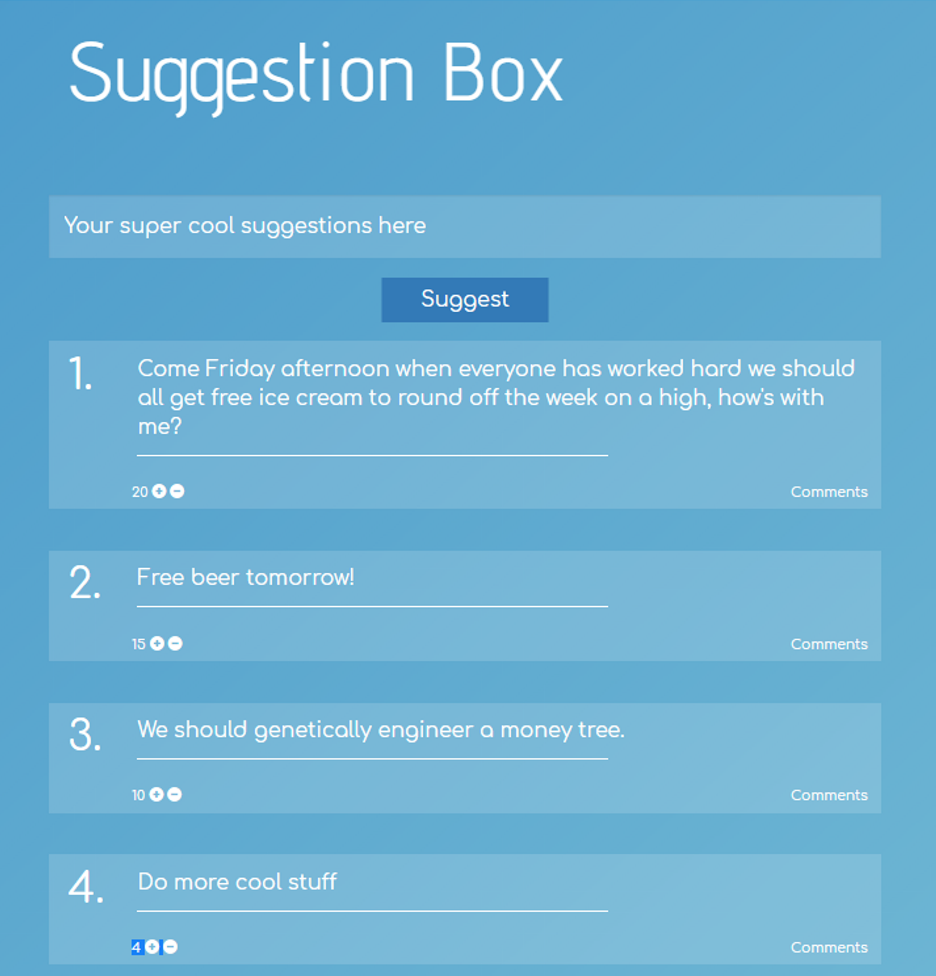 Suggestion Box
Your super cool suggestions here
Suggest
1.
Come Friday afternoon when everyone has worked hard we should
all get free ice cream to round off the week on a high, how's with
me?
20
Comments
2.
Free beer tomorrow!
15
Comments
3.
We should genetically engineer a money tree.
10
Comments
4.
Do more cool stuff
4
Comments